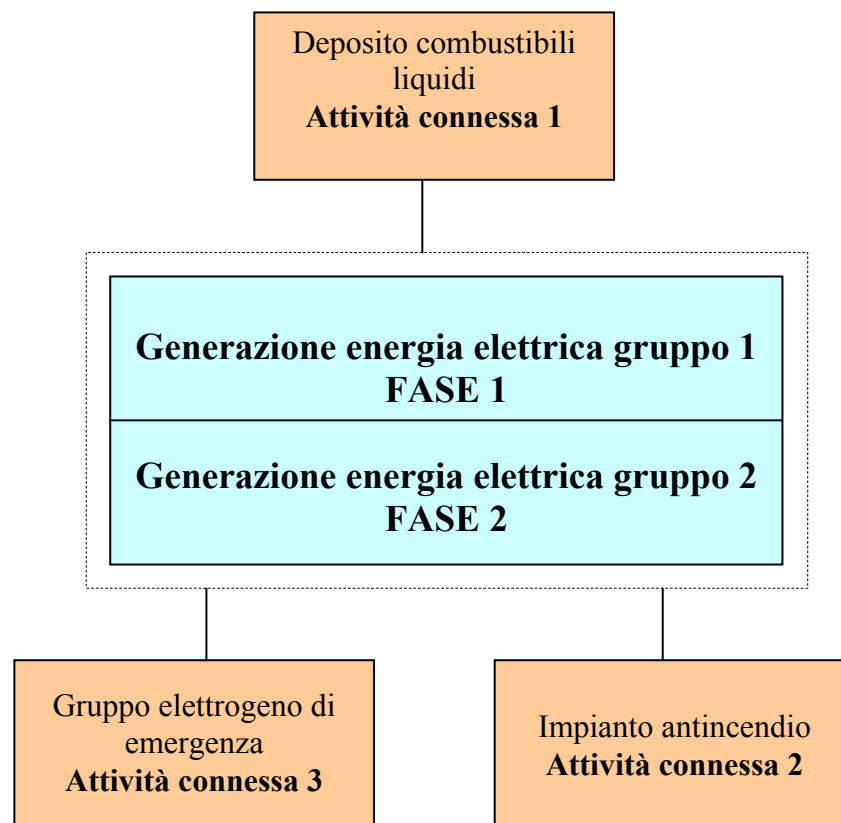 Deposito combustibili
liquidi
Attività connessa 1
Generazione energia elettrica gruppo 1
FASE 1
Generazione energia elettrica gruppo 2
FASE 2
Gruppo elettrogeno di
emergenza
Attività connessa 3
Impianto antincendio
Attività connessa 2